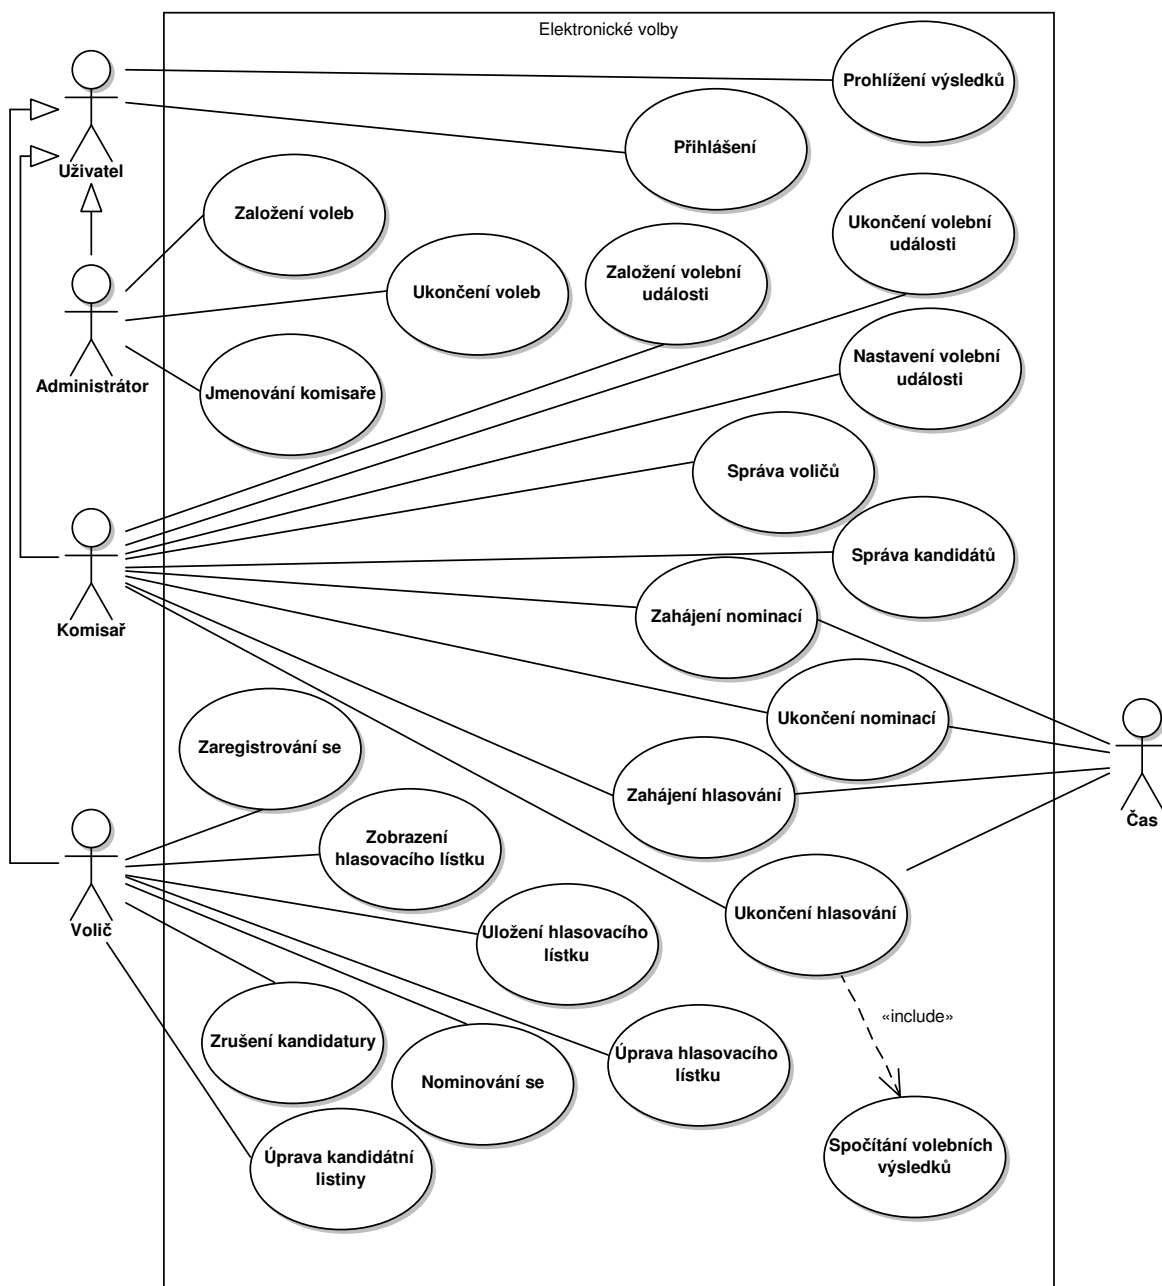 Elektronické volby
Prohlížení výsledků
Přihlášení
Uživatel
Založení voleb
Ukončení volební
události
Založení volební
události
Ukončení voleb
Nastavení volební
události
Administrátor
Jmenování komisaře
Správa voličů
Správa kandidátů
Komisař
Zahájení nominací
Ukončení nominací
Zaregistrování se
Zahájení hlasování
Čas
Zobrazení
hlasovacího lístku
Volič
Ukončení hlasování
Uložení hlasovacího
lístku
«include»
Zrušení kandidatury
Úprava hlasovacího
lístku
Nominování se
Spočítání volebních
výsledků
Úprava kandidátní
listiny